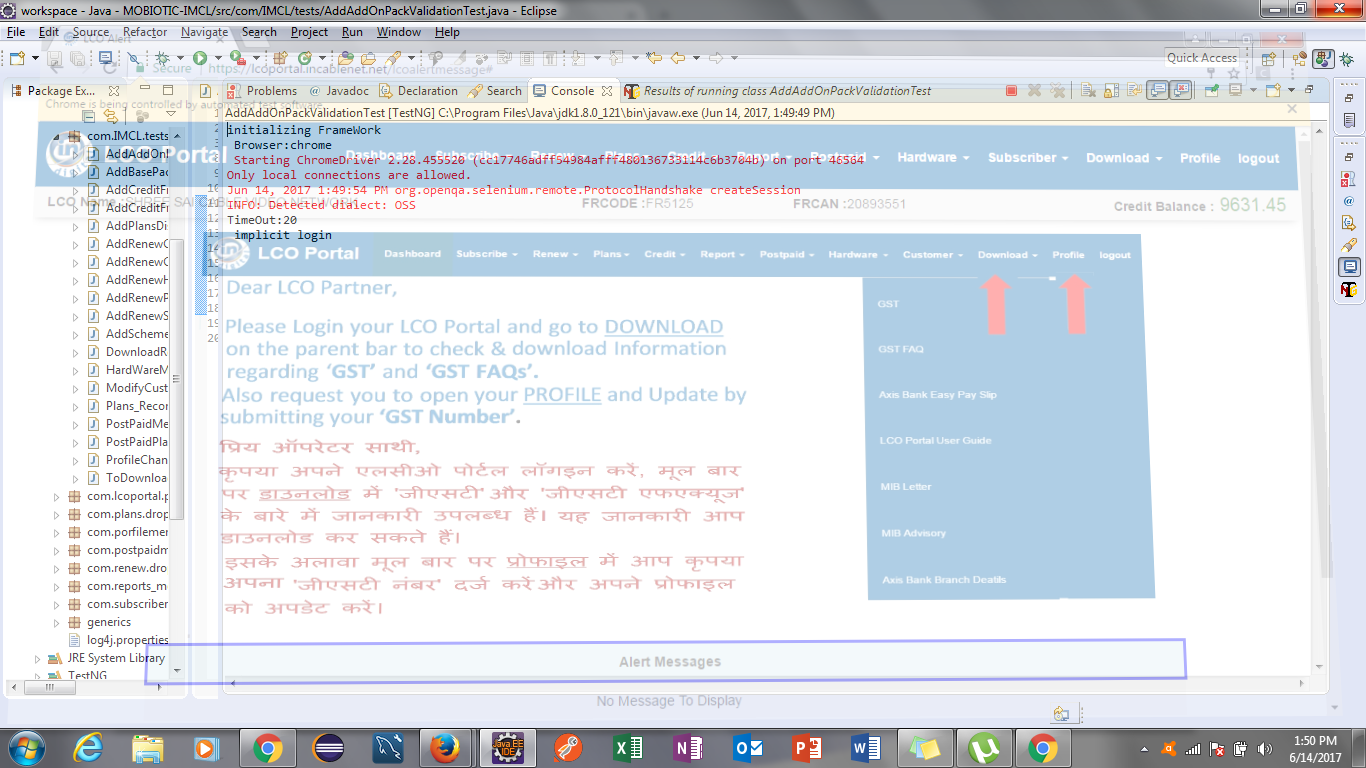 workspace - Java - MOBIOTIC-IMCL/src/com/IMCL/tests/AddAddOnPackValidationTest.java - Eclipse
File Edit Source Refactor Navigate Search Project Run Window Help
LCO Alert
Quick Access
Secure https://lcoportal.incablenet.net/lcoalertmessage#
Package Ex...
Problems Javadoc Declaration Search Console Results of running class AddAddOnPackValidationTest
Chrome is being controlled by automated test software.
AddAddOnPackValidationTest [TestNG] C:\Program Files\Java\jdk1.8.0_121\bin\javaw.exe (Jun 14, 2017, 1:49:49 PM)
initializing FrameWork
Browser:chrome
Starting ChromeDriver 2.28.455520 (cc17746adff54984afff480136733114c6b3704b) on port 46564
Only local connections are allowed.
Jun 14, 2017 1:49:54 PM org.openqa.selenium.remote.ProtocolHandshake createSession
INFO: Detected dialect: OSS
TimeOut:20
implicit login
com.IMCL.tests
AddAddOnl
AddBasePac
AddCreditFr
AddCreditFr
AddPlansDi
AddRenewC
AddRenewC
AddRenewH
AddRenewP
AddRenewS
AddScheme
DownloadR
HardWareM
ModifyCust
Plans_Recor
PostPaidMe
PostPaidPla
ProfileChan
ToDownloa
com.lcoportal.p
com.plans.drop
com.porfilemer
com.postpaidm
com.renew.dro
com.reports_m
com.subscriber
generics
log4j.properties
JRE System Library
TestNG
LCO Portal Dashboard Subscribe Renew Plans Credit Report Postpaid Hardware Subscriber Download Profile logout
LCO Name :SHREE SAI CABLE VIDEO NETWORK FRCODE :FR5125 FRCAN :20893551 Credit Balance : 9631.45
LCO Portal Dashboard Subscribe Renew Plans Credit Report Postpaid Hardware Customer Download Profile logout
Dear LCO Partner,
Please Login your LCO Portal and go to DOWNLOAD
on the parent bar to check & download Information
regarding ‘GST’ and ‘GST FAQs’.
Also request you to open your PROFILE and Update by
submitting your ‘GST Number’.
प्रिय ऑपरेटर साथी,
कृपया अपने एलसीओ पोर्टल लॉगइन करें, मूल बार
पर डाउनलोड में 'जीएसटी' और 'जीएसटी एफएक्यूज'
के बारे में जानकारी उपलब्ध हैं। यह जानकारी आप
डाउनलोड कर सकते हैं।
इसके अलावा मूल बार पर प्रोफाइल में आप कृपया
अपना 'जीएसटी नंबर' दर्ज करें और अपने प्रोफाइल
को अपडेट करें।
GST
GST FAQ
Axis Bank Easy Pay Slip
LCO Portal User Guide
MIB Letter
MIB Advisory
Axis Bank Branch Deatils
Alert Messages
No Message To Display
1:50 PM
6/14/2017